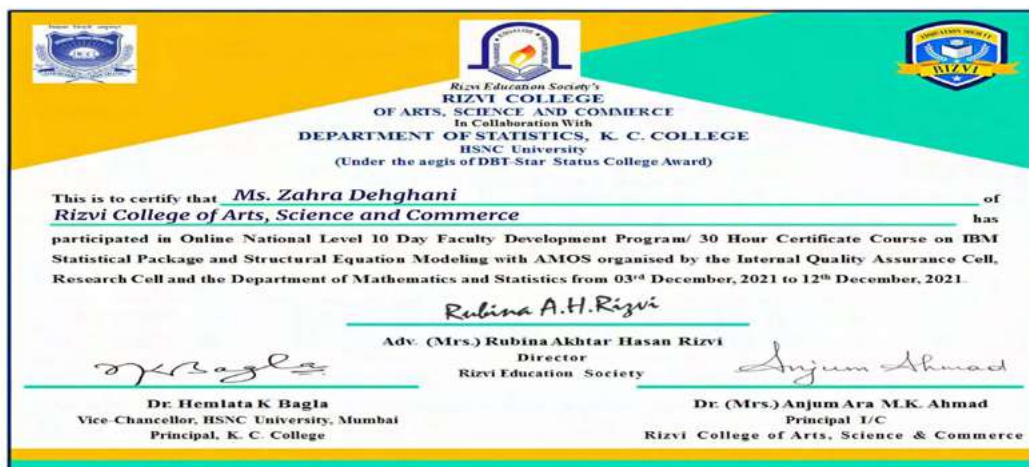 K.C.
KNOWLEDGE
EDUCATION SOCIETY
RIZVI
Rizvi Education Society's
RIZVI COLLEGE
OF ARTS, SCIENCE AND COMMERCE
In Collaboration With
DEPARTMENT OF STATISTICS, K. C. COLLEGE
HSNC University
(Under the aegis of DBT-Star Status College Award)
This is to certify that Ms. Zahra Dehghani of
Rizvi College of Arts, Science and Commerce has
participated in Online National Level 10 Day Faculty Development Program/ 30 Hour Certificate Course on IBM
Statistical Package and Structural Equation Modeling with AMOS organised by the Internal Quality Assurance Cell,
Research Cell and the Department of Mathematics and Statistics from 03rd December, 2021 to 12th December, 2021.
Rubina A.H.Rizvi
Adv. (Mrs.) Rubina Akhtar Hasan Rizvi
Director
Rizvi Education Society
HKBagla
Dr. Hemlata K Bagla
Vice-Chancellor, HSNC University, Mumbai
Principal, K. C. College
Anjum Ahmad
Dr. (Mrs.) Anjum Ara M.K. Ahmad
Principal I/C
Rizvi College of Arts, Science & Commerce